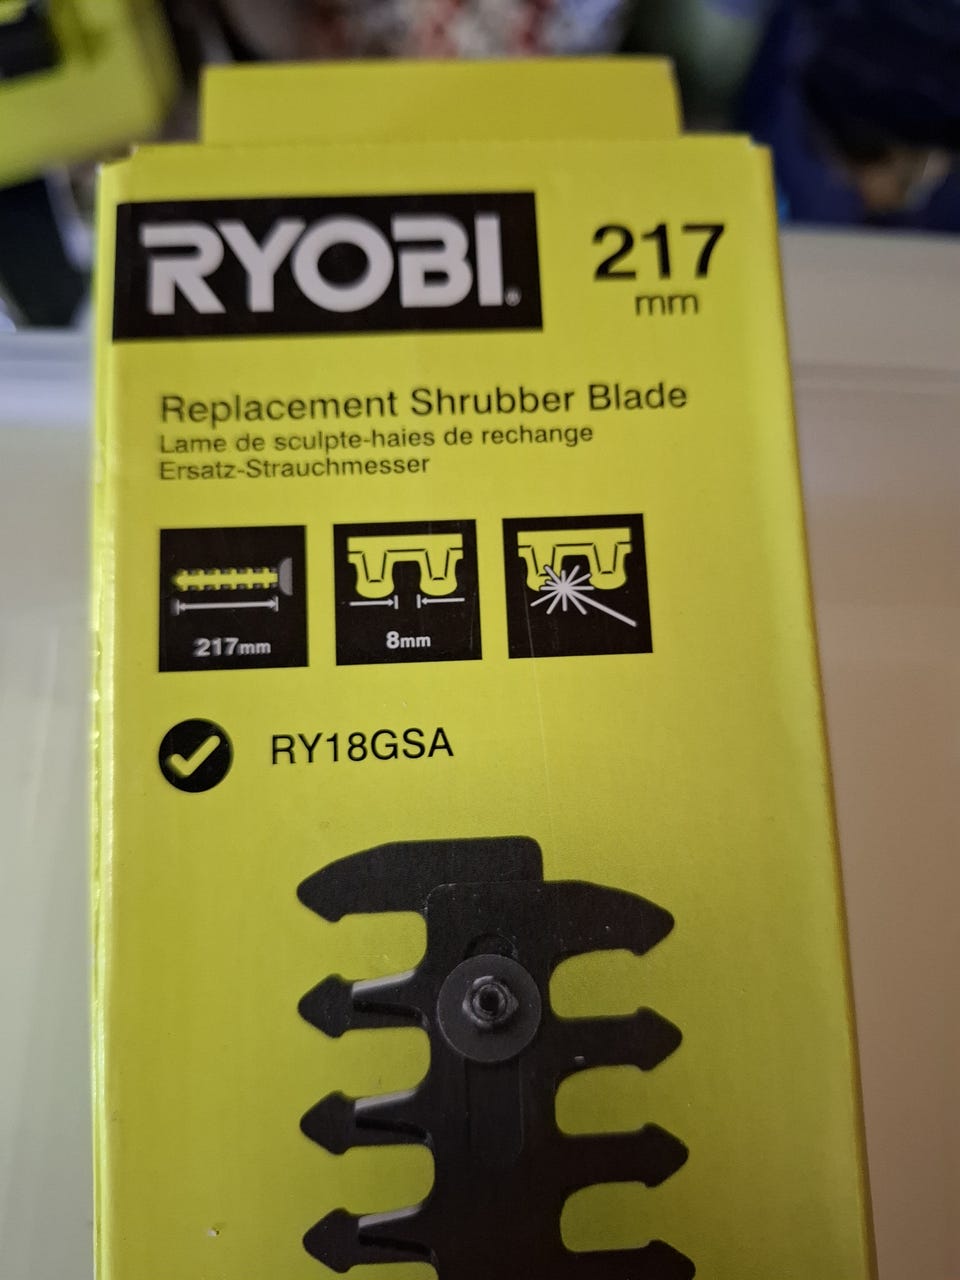 RYOBI®
217
mm
Replacement Shrubber Blade
Lame de sculpte-haies de rechange
Ersatz-Strauchmesser
217mm
8mm
RY18GSA